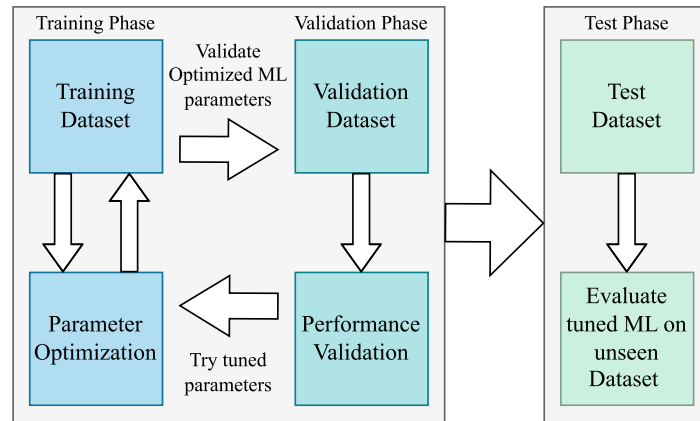 Training Phase
Validation Phase
Test Phase
Training
Dataset
Validate
Optimized ML
parameters
Validation
Dataset
Test
Dataset
Parameter
Optimization
Try tuned
parameters
Performance
Validation
Evaluate
tuned ML on
unseen
Dataset